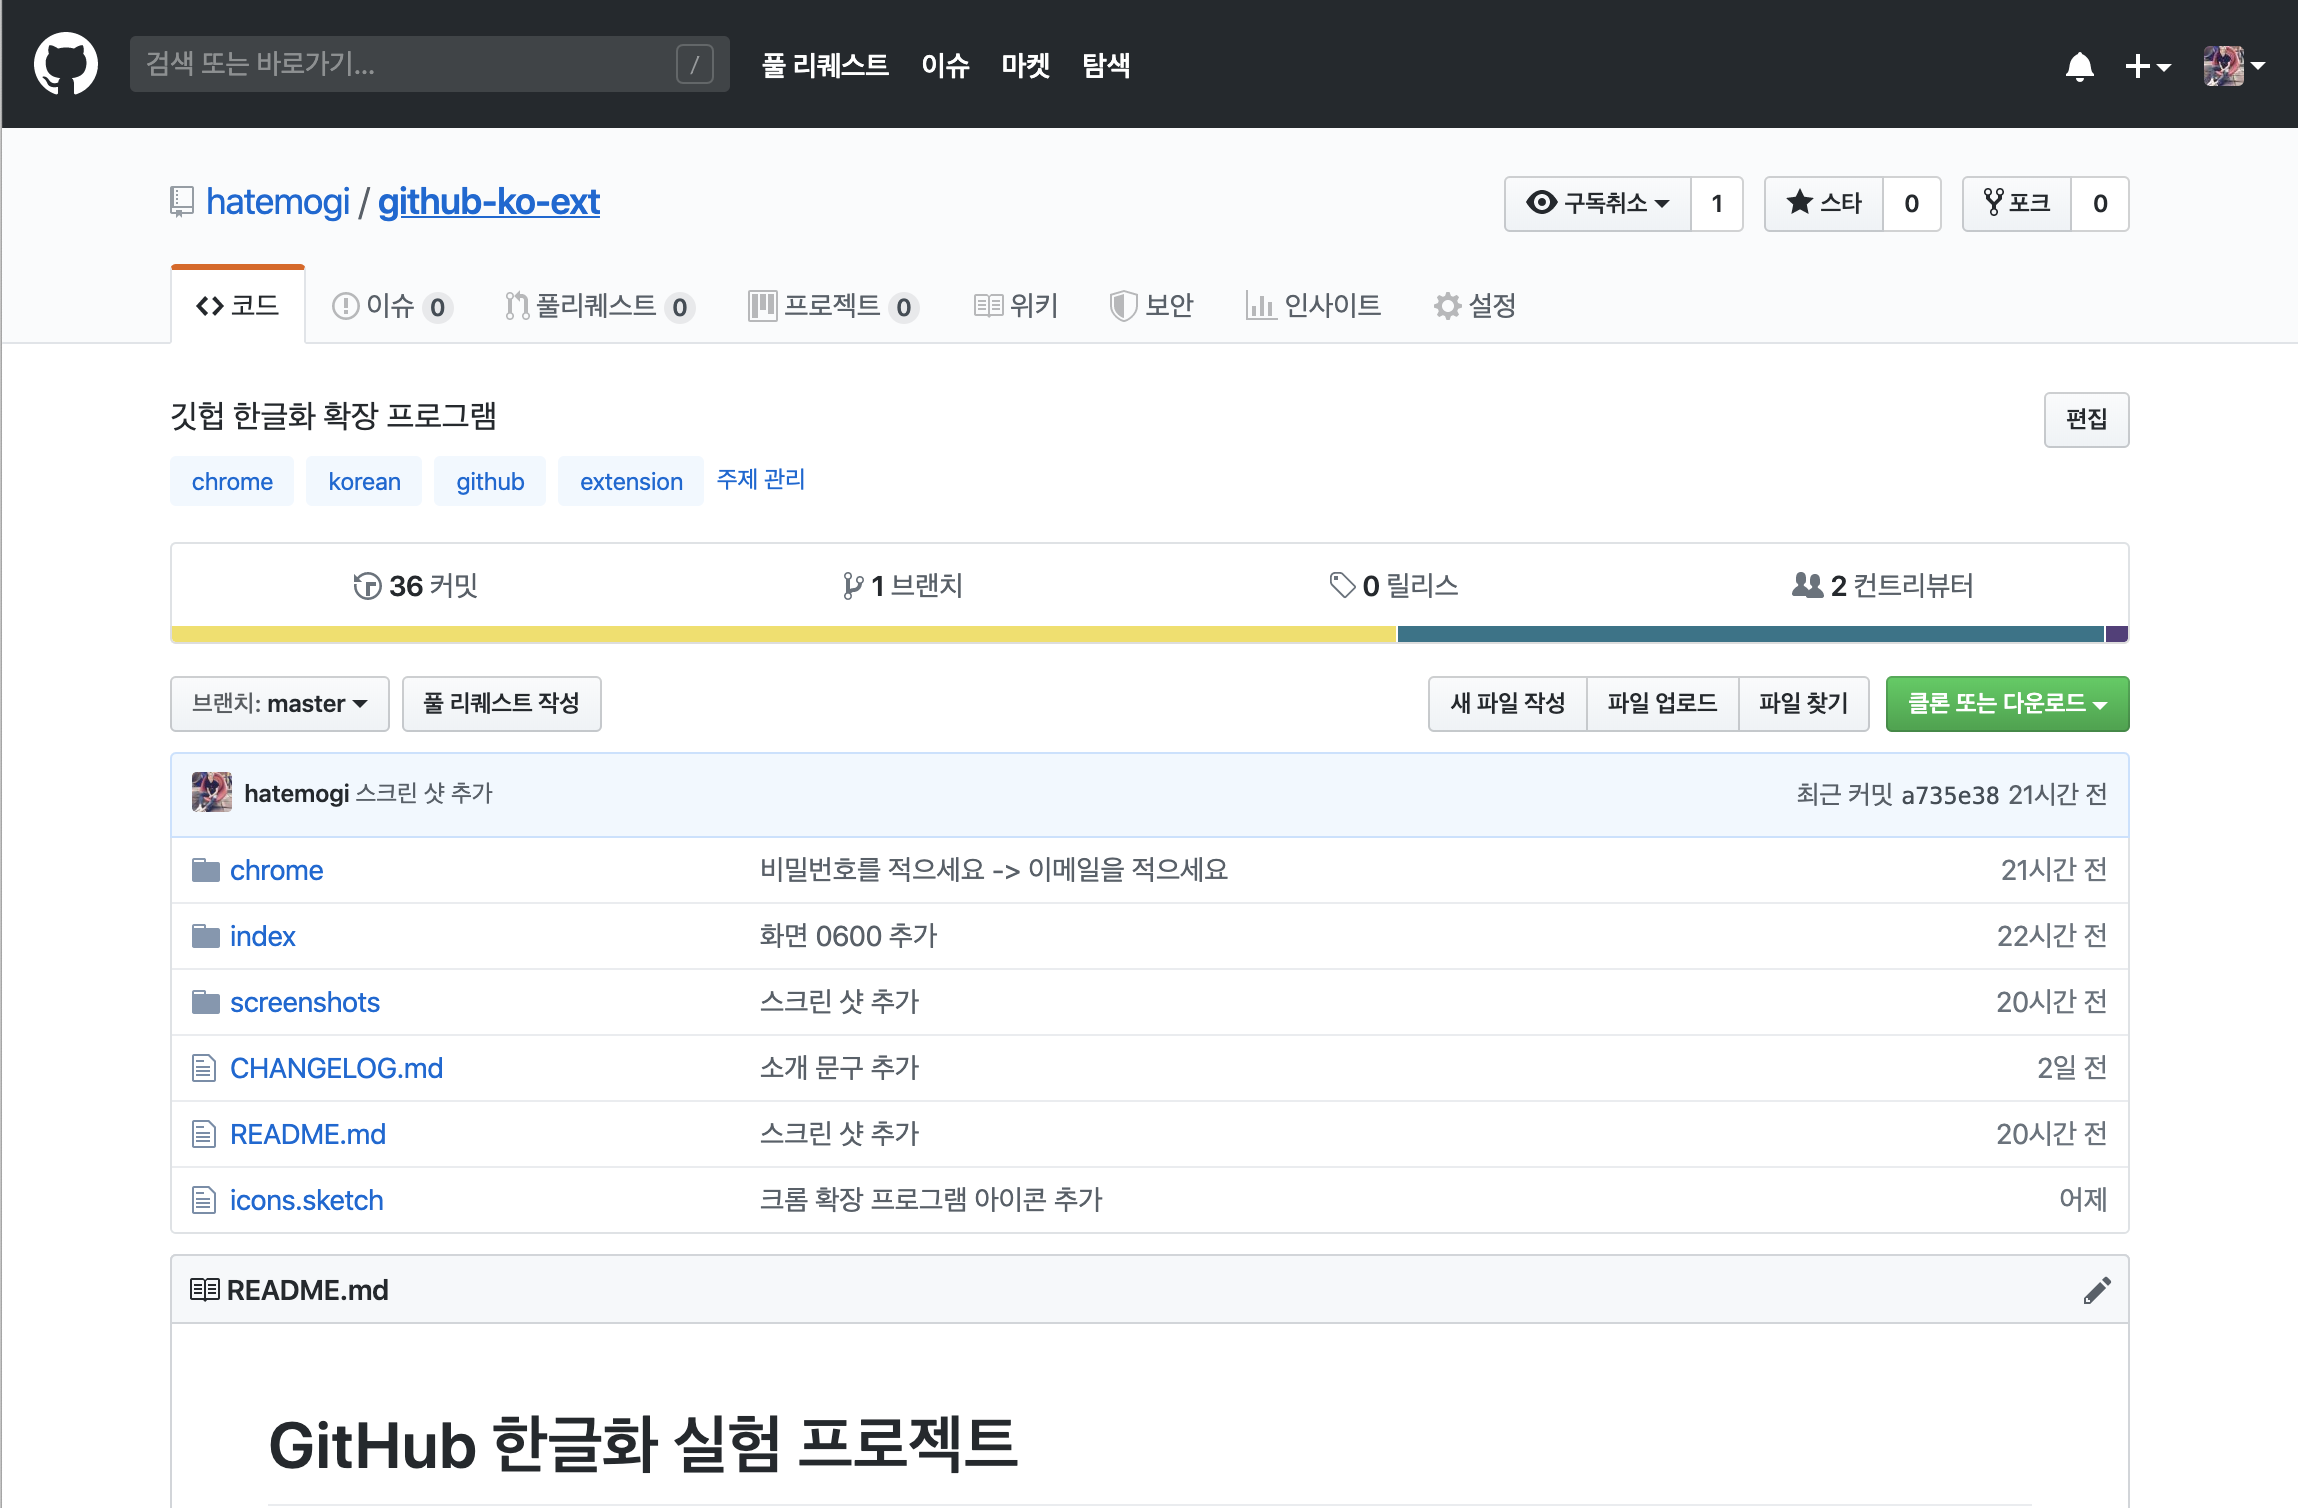 검색 또는 바로가기... / 풀 리퀘스트 이슈 마켓 탐색
hatemogi / github-ko-ext 구독취소 1 스타 0 포크 0
코드 이슈 0 풀리퀘스트 0 프로젝트 0 위키 보안 인사이트 설정
깃헙 한글화 확장 프로그램 편집
chrome korean github extension 주제 관리
36 커밋 1 브랜치 0 릴리스 2 컨트리뷰터
브랜치: master 풀 리퀘스트 작성 새 파일 작성 파일 업로드 파일 찾기 클론 또는 다운로드
hatemogi 스크린 샷 추가 최근 커밋 a735e38 21시간 전
chrome 비밀번호를 적으세요 -> 이메일을 적으세요 21시간 전
index 화면 0600 추가 22시간 전
screenshots 스크린 샷 추가 20시간 전
CHANGELOG.md 소개 문구 추가 2일 전
README.md 스크린 샷 추가 20시간 전
icons.sketch 크롬 확장 프로그램 아이콘 추가 어제
README.md
GitHub 한글화 실험 프로젝트